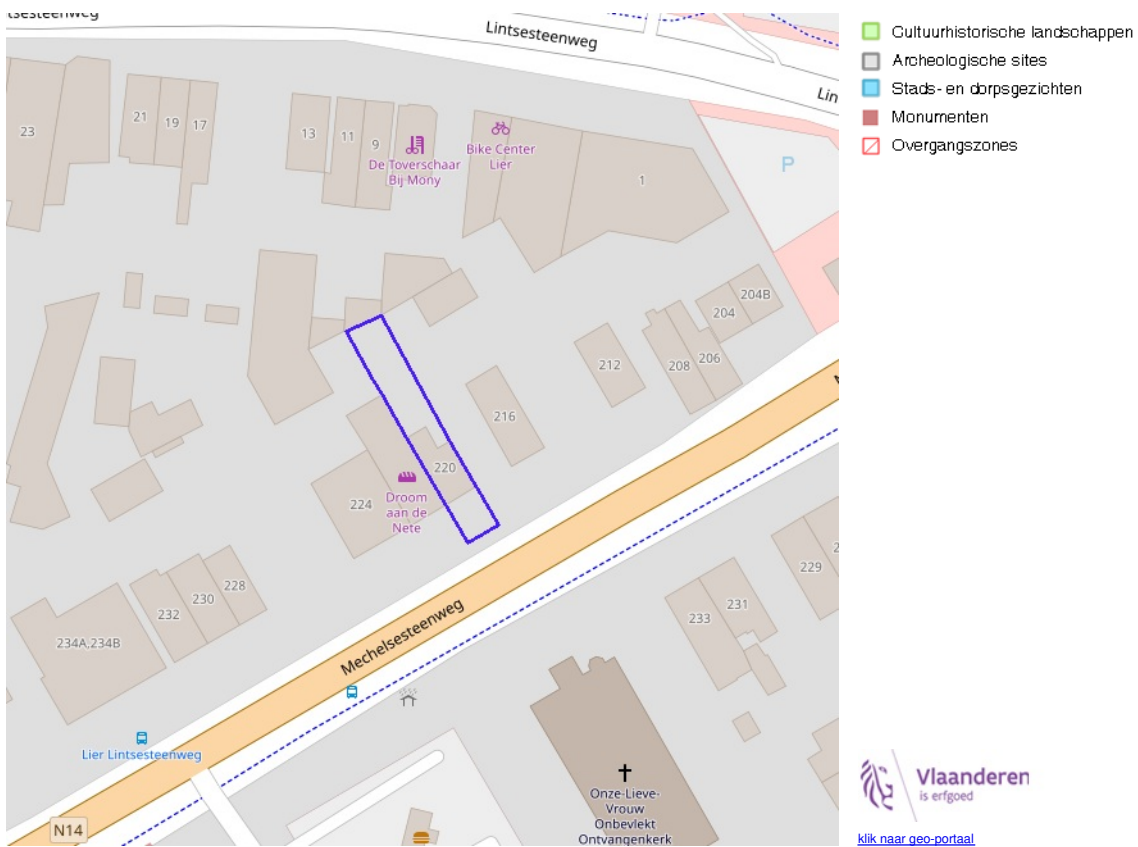 tsesteenweg
Lintsesteenweg
Lin
23
21
19
17
13
11
9
De Toverschaar
Bij Mony
Bike Center
Lier
1
P
204B
204
206
208
212
216
220
224
Droom
aan de
Nete
228
230
232
234A,234B
Mechelsesteenweg
229
231
233
2
Lier Lintsesteenweg
N14
Onze-Lieve-
Vrouw
Onbevlekt
Ontvangenkerk
Cultuurhistorische landschappen
Archeologische sites
Stads- en dorpsgezichten
Monumenten
Overgangszones
Vlaanderen
is erfgoed
klik naar geo-portaal